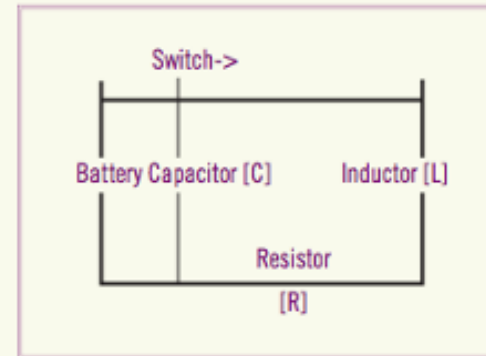 Switch->
Battery Capacitor [C] Inductor [L]
Resistor
[R]